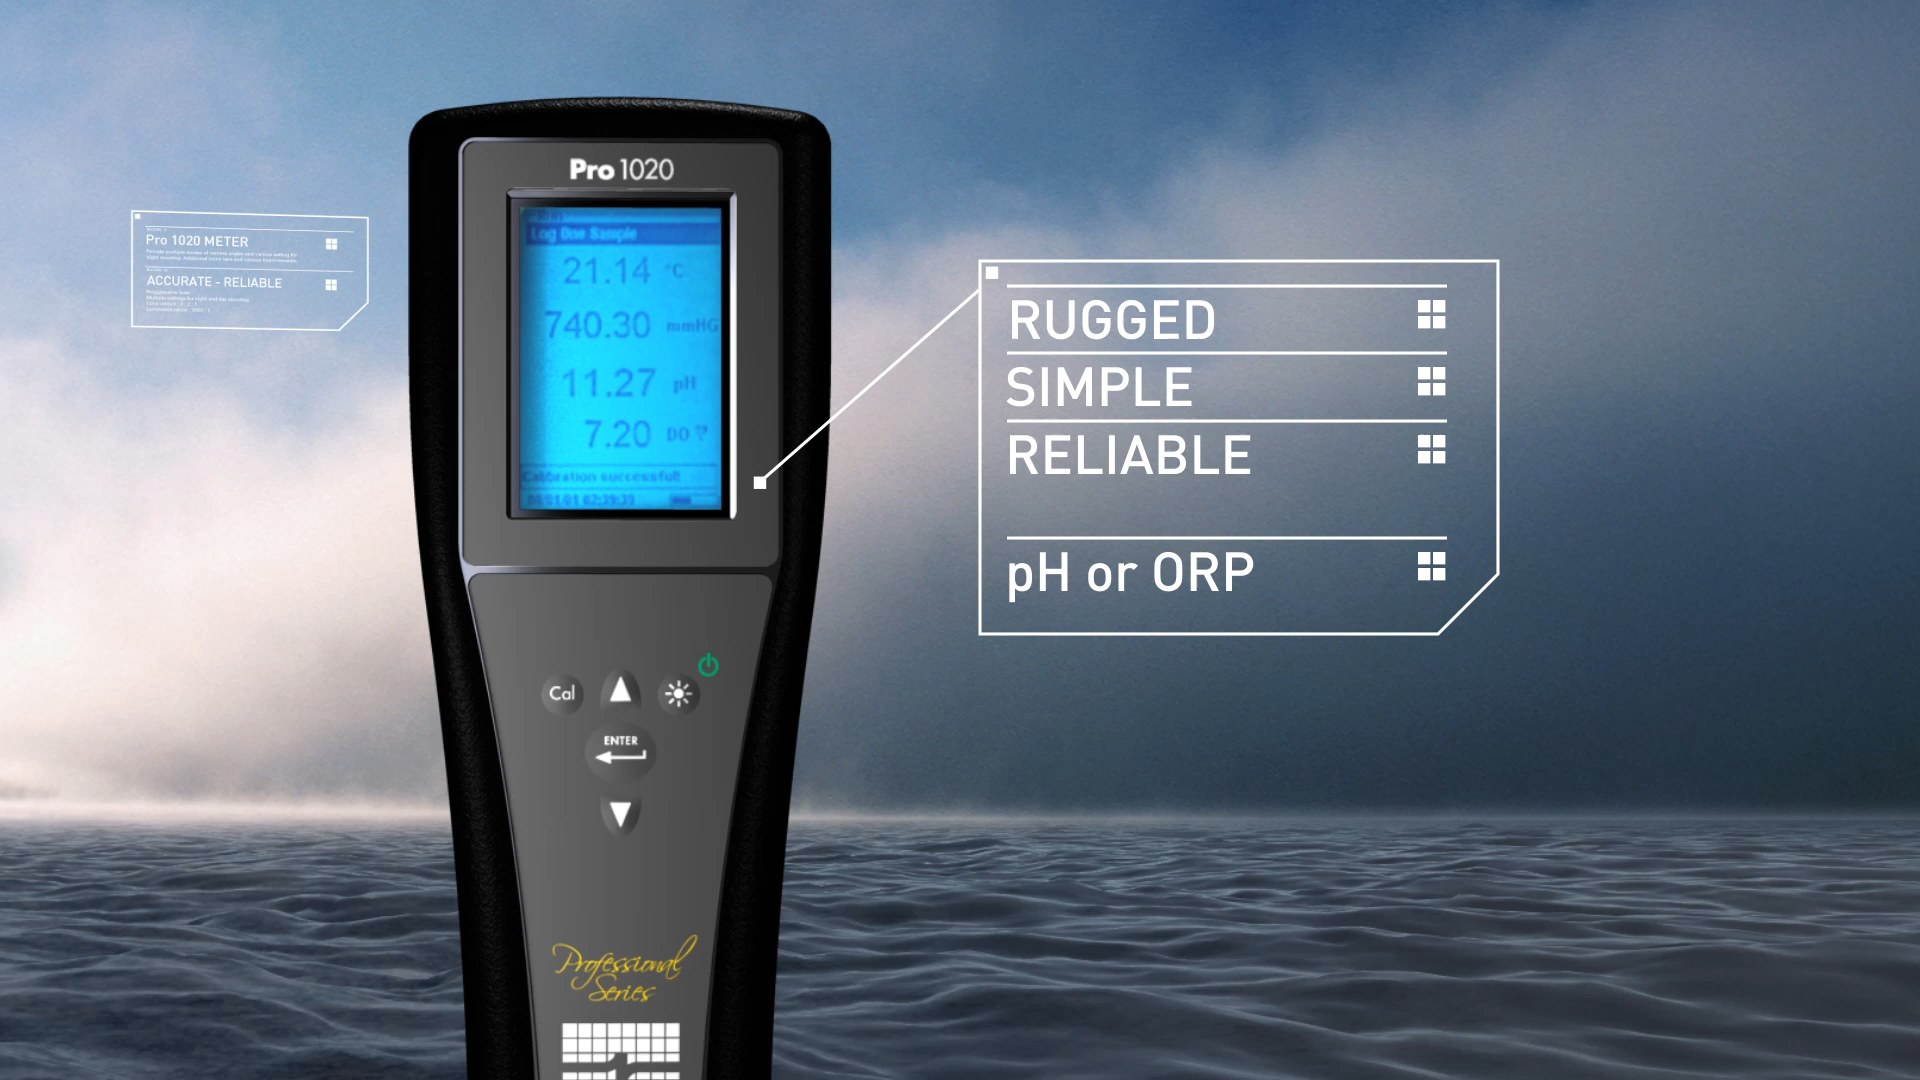 Pro 1020
Log One Sample
21.14 °C
740.30 mmHG
11.27 pH
7.20 DO
Calibration successful!
Cal
ENTER
Professional
Series
Pro 1020 METER
ACCURATE - RELIABLE
RUGGED
SIMPLE
RELIABLE
pH or ORP